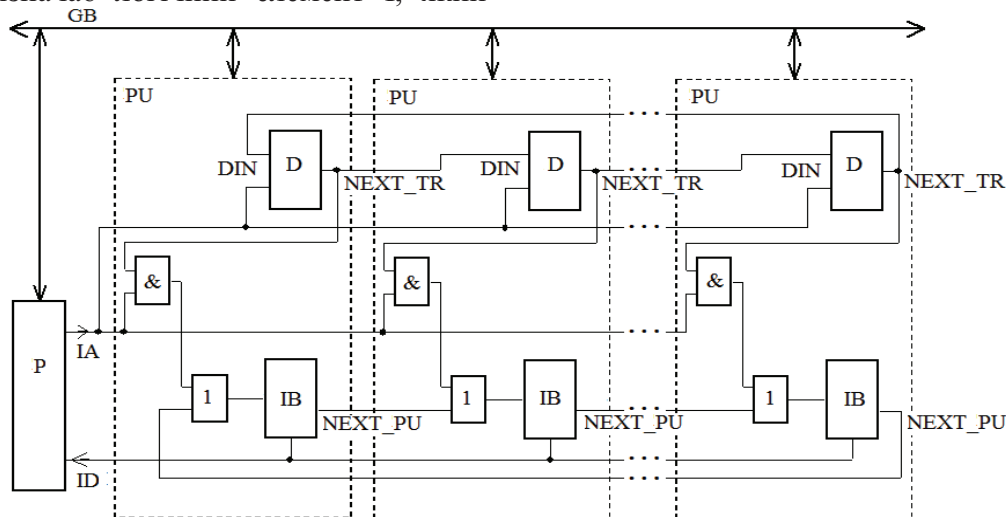 GB
PU PU PU
D D D
DIN DIN DIN
NEXT_TR NEXT_TR NEXT_TR
& & &
IA
P
1 IB 1 IB 1 IB
NEXT_PU NEXT_PU NEXT_PU
ID